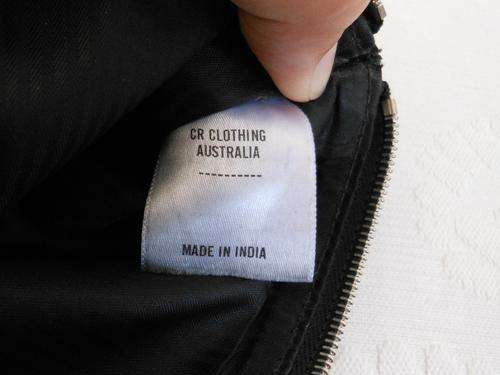 CR CLOTHING
AUSTRALIA
----------
MADE IN INDIA